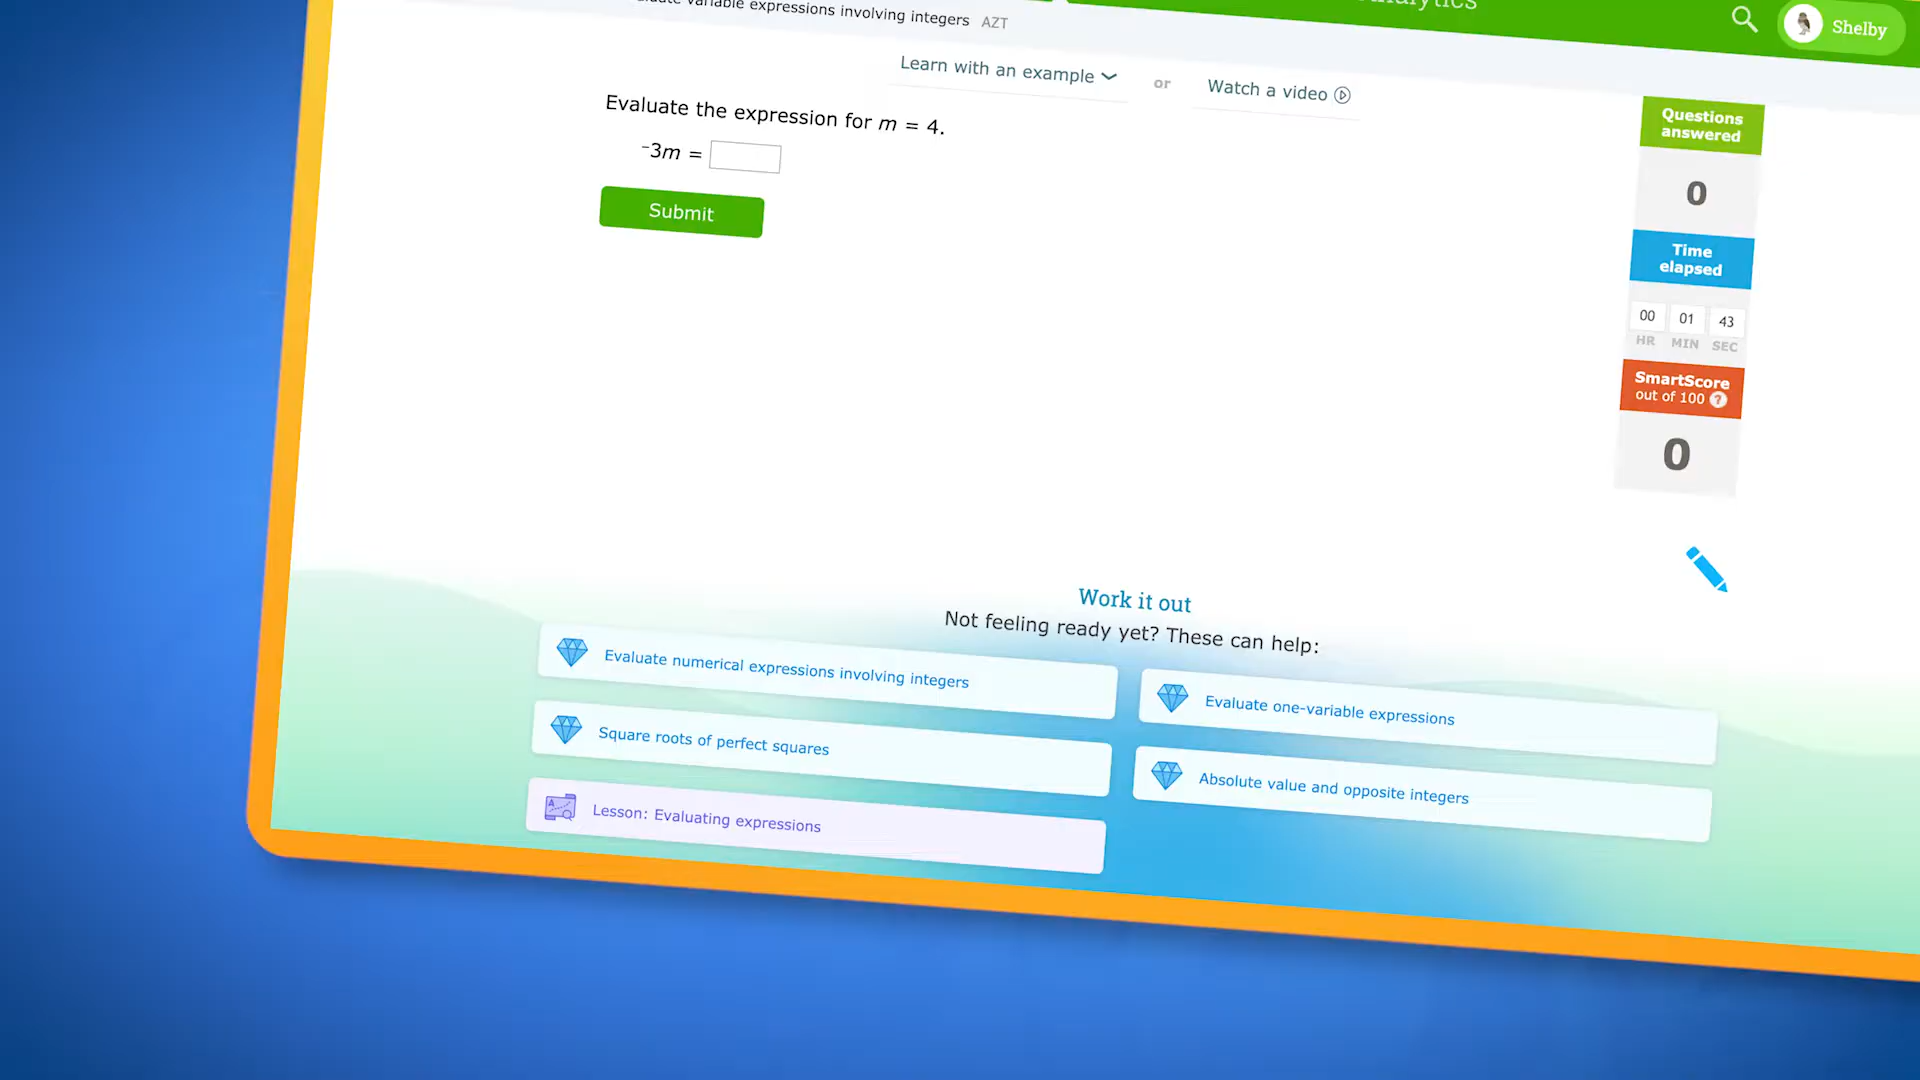 variable expressions involving integers AZT
Shelby
Learn with an example or Watch a video
Evaluate the expression for m = 4.
⁻3m =
Submit
Questions
answered
0
Time
elapsed
00 01 43
HR MIN SEC
SmartScore
out of 100 ?
0
Work it out
Not feeling ready yet? These can help:
Evaluate numerical expressions involving integers
Evaluate one-variable expressions
Square roots of perfect squares
Absolute value and opposite integers
Lesson: Evaluating expressions